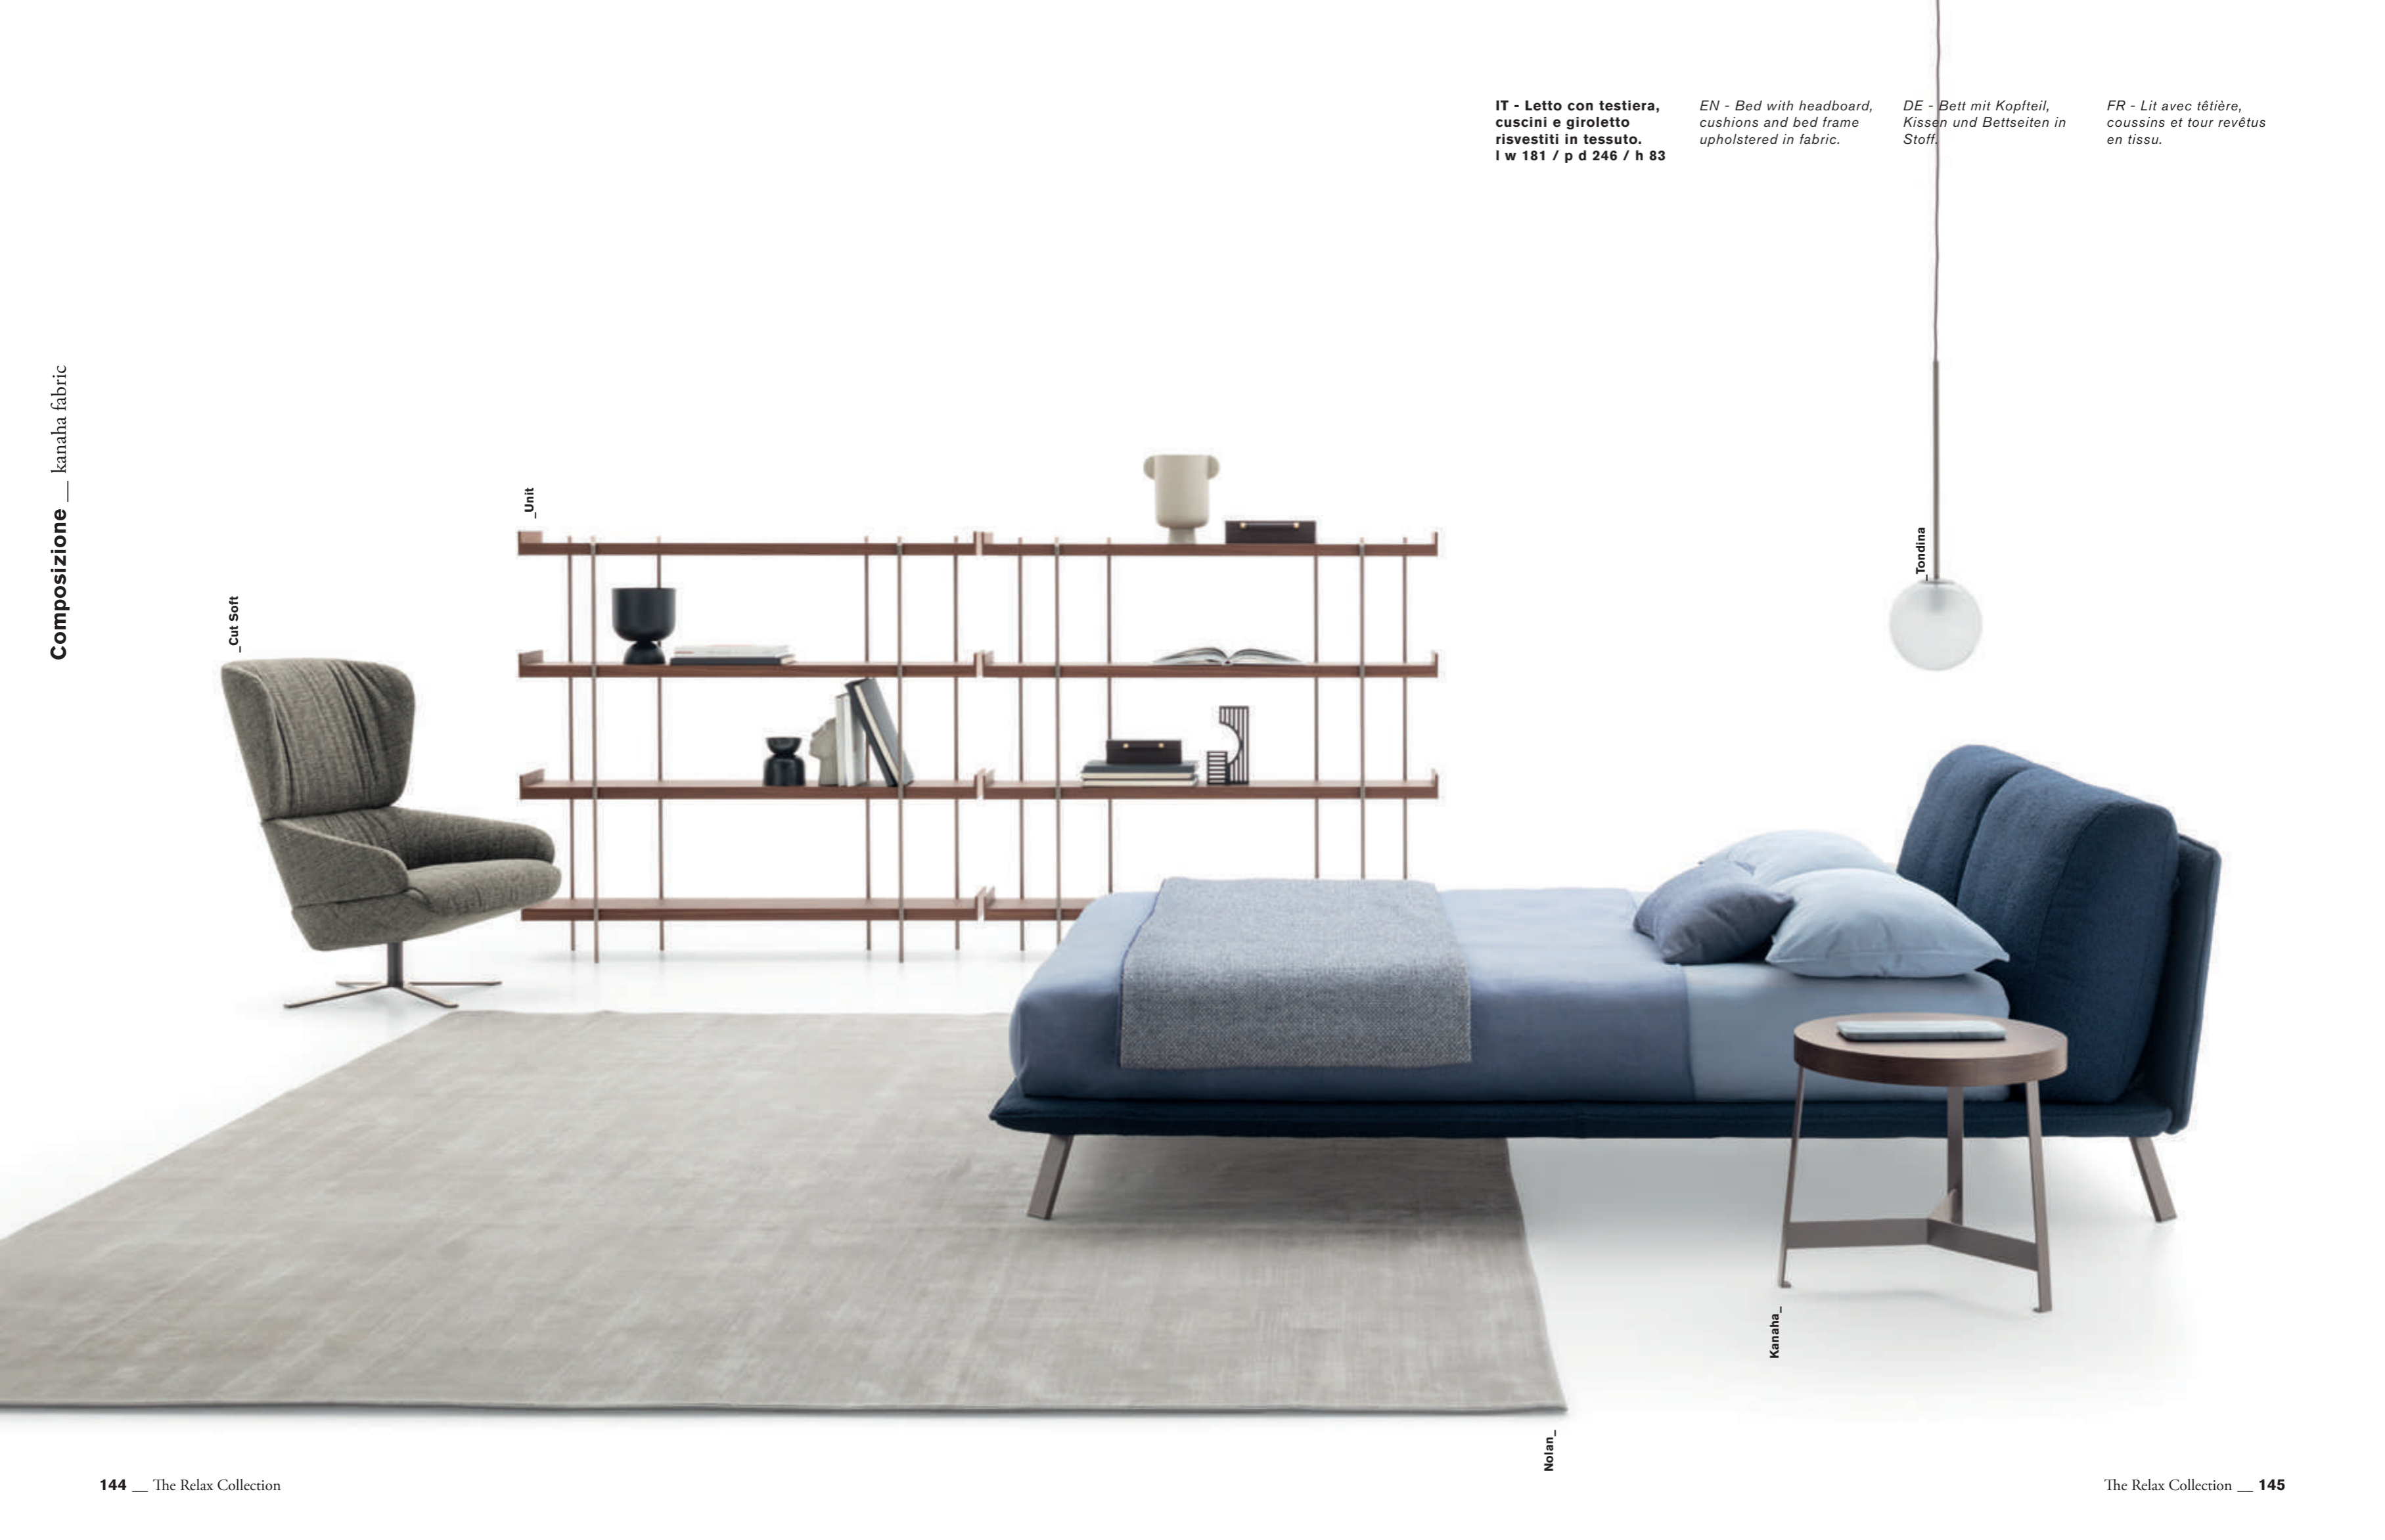 IT - Letto con testiera,
cuscini e giroletto
risvestiti in tessuto.
l w 181 / p d 246 / h 83
EN - Bed with headboard,
cushions and bed frame
upholstered in fabric.
DE - Bett mit Kopfteil,
Kissen und Bettseiten in
Stoff.
FR - Lit avec têtière,
coussins et tour revêtus
en tissu.
Composizione __ kanaha fabric
_Cut Soft
_Unit
_Tondina
Kanaha_
Nolan_
144 __ The Relax Collection
The Relax Collection __ 145